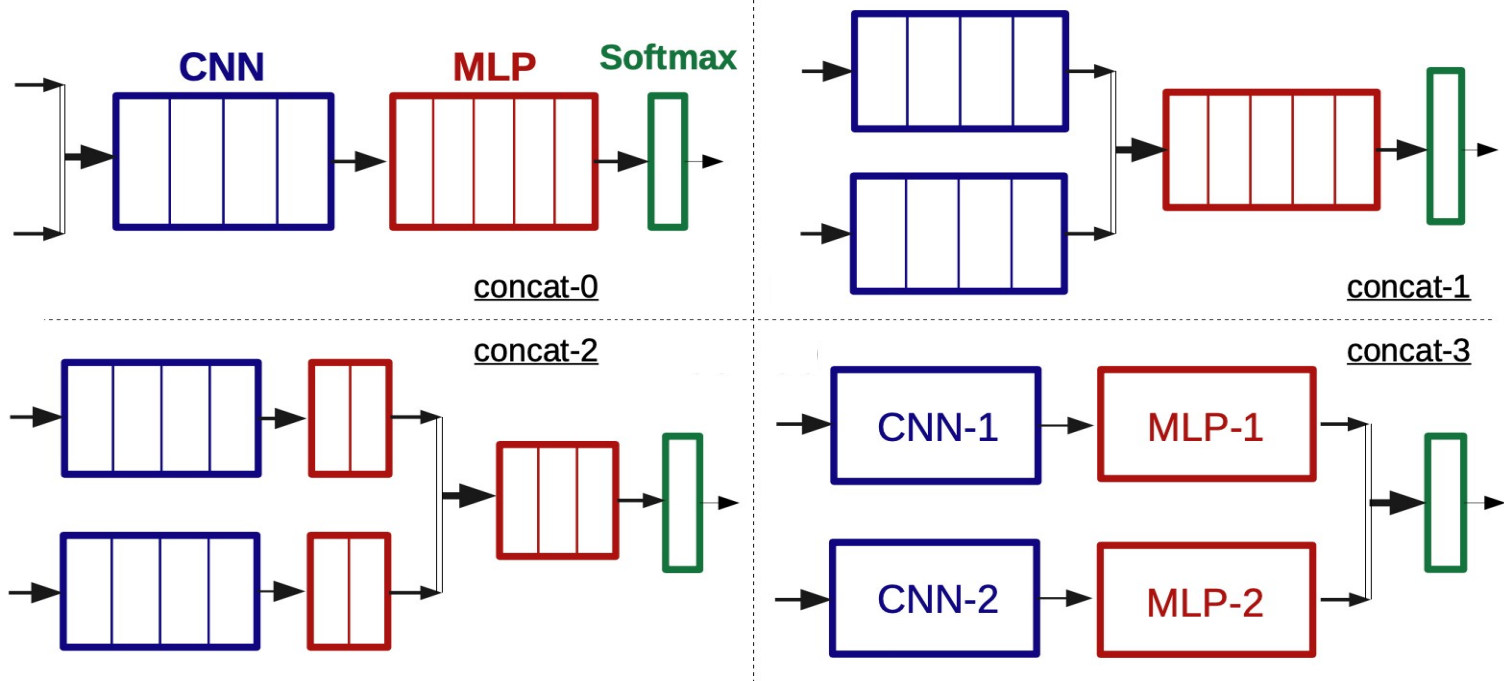 CNN
MLP
Softmax
concat-0
concat-1
concat-2
concat-3
CNN-1
MLP-1
CNN-2
MLP-2